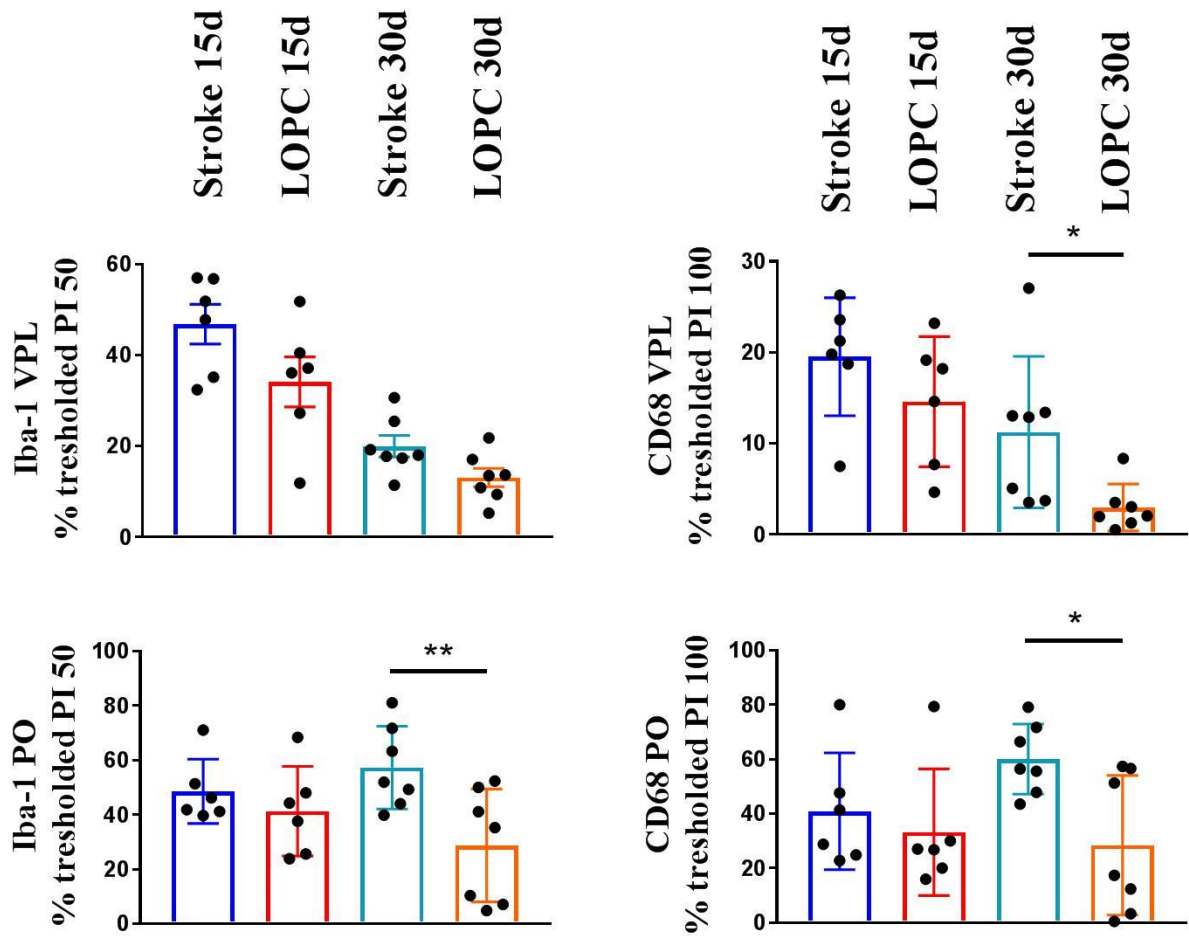 Stroke 15d
LOPC 15d
Stroke 30d
LOPC 30d
Stroke 15d
LOPC 15d
Stroke 30d
LOPC 30d
Iba-1 VPL
% tresholded PI 50
60
40
20
0
CD68 VPL
% tresholded PI 100
30
20
10
0
*
Iba-1 PO
% tresholded PI 50
100
80
60
40
20
0
**
CD68 PO
% tresholded PI 100
100
80
60
40
20
0
*